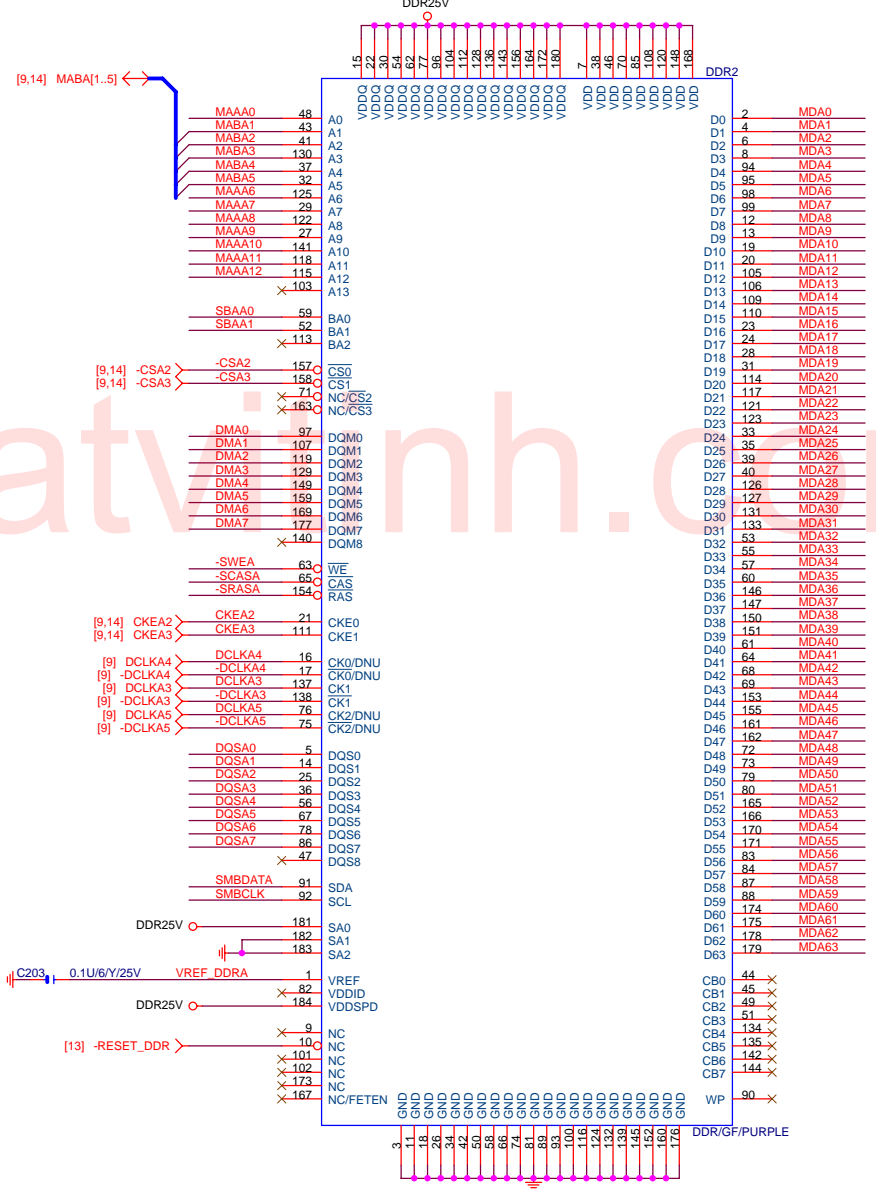 DDR25V
15 22 30 54 62 77 96 104 112 128 136 143 156 164 172 180 7 38 46 70 85 108 120 148 168
VDDQ VDDQ VDDQ VDDQ VDDQ VDDQ VDDQ VDDQ VDDQ VDDQ VDDQ VDDQ VDDQ VDDQ VDDQ VDDQ VDD VDD VDD VDD VDD VDD VDD VDD VDD
DDR2
[9,14] MABA[1..5]
MAAA0 48 A0
MABA1 43 A1
MABA2 41 A2
MABA3 130 A3
MABA4 37 A4
MABA5 32 A5
MAAA6 125 A6
MAAA7 29 A7
MAAA8 122 A8
MAAA9 27 A9
MAAA10 141 A10
MAAA11 118 A11
MAAA12 115 A12
103 A13
SBAA0 59 BA0
SBAA1 52 BA1
113 BA2
[9,14] -CSA2 -CSA2 157 CS0
[9,14] -CSA3 -CSA3 158 CS1
71 NC/CS2
163 NC/CS3
DMA0 97 DQM0
DMA1 107 DQM1
DMA2 119 DQM2
DMA3 129 DQM3
DMA4 149 DQM4
DMA5 159 DQM5
DMA6 169 DQM6
DMA7 177 DQM7
140 DQM8
-SWEA 63 WE
-SCASA 65 CAS
-SRASA 154 RAS
[9,14] CKEA2 CKEA2 21 CKE0
[9,14] CKEA3 CKEA3 111 CKE1
[9] DCLKA4 DCLKA4 16 CK0/DNU
[9] -DCLKA4 -DCLKA4 17 CK0/DNU
[9] DCLKA3 DCLKA3 137 CK1
[9] -DCLKA3 -DCLKA3 138 CK1
[9] DCLKA5 DCLKA5 76 CK2/DNU
[9] -DCLKA5 -DCLKA5 75 CK2/DNU
DQSA0 5 DQS0
DQSA1 14 DQS1
DQSA2 25 DQS2
DQSA3 36 DQS3
DQSA4 56 DQS4
DQSA5 67 DQS5
DQSA6 78 DQS6
DQSA7 86 DQS7
47 DQS8
SMBDATA 91 SDA
SMBCLK 92 SCL
DDR25V 181 SA0
182 SA1
183 SA2
C203 0.1U/6/Y/25V VREF_DDRA 1 VREF
82 VDDID
DDR25V 184 VDDSPD
9 NC
[13] -RESET_DDR 10 NC
101 NC
102 NC
173 NC
167 NC/FETEN
D0 2 MDA0
D1 4 MDA1
D2 6 MDA2
D3 8 MDA3
D4 94 MDA4
D5 95 MDA5
D6 98 MDA6
D7 99 MDA7
D8 12 MDA8
D9 13 MDA9
D10 19 MDA10
D11 20 MDA11
D12 105 MDA12
D13 106 MDA13
D14 109 MDA14
D15 110 MDA15
D16 23 MDA16
D17 24 MDA17
D18 28 MDA18
D19 31 MDA19
D20 114 MDA20
D21 117 MDA21
D22 121 MDA22
D23 123 MDA23
D24 33 MDA24
D25 35 MDA25
D26 39 MDA26
D27 40 MDA27
D28 126 MDA28
D29 127 MDA29
D30 131 MDA30
D31 133 MDA31
D32 53 MDA32
D33 55 MDA33
D34 57 MDA34
D35 60 MDA35
D36 146 MDA36
D37 147 MDA37
D38 150 MDA38
D39 151 MDA39
D40 61 MDA40
D41 64 MDA41
D42 68 MDA42
D43 69 MDA43
D44 153 MDA44
D45 155 MDA45
D46 161 MDA46
D47 162 MDA47
D48 72 MDA48
D49 73 MDA49
D50 79 MDA50
D51 80 MDA51
D52 165 MDA52
D53 166 MDA53
D54 170 MDA54
D55 171 MDA55
D56 83 MDA56
D57 84 MDA57
D58 87 MDA58
D59 88 MDA59
D60 174 MDA60
D61 175 MDA61
D62 178 MDA62
D63 179 MDA63
CB0 44
CB1 45
CB2 49
CB3 51
CB4 134
CB5 135
CB6 142
CB7 144
WP 90
GND GND GND GND GND GND GND GND GND GND GND GND GND GND GND GND GND GND GND GND GND GND
DDR/GF/PURPLE
3 11 18 26 34 42 50 58 66 74 81 89 93 100 116 124 132 139 145 152 160 176
atvitinh.co